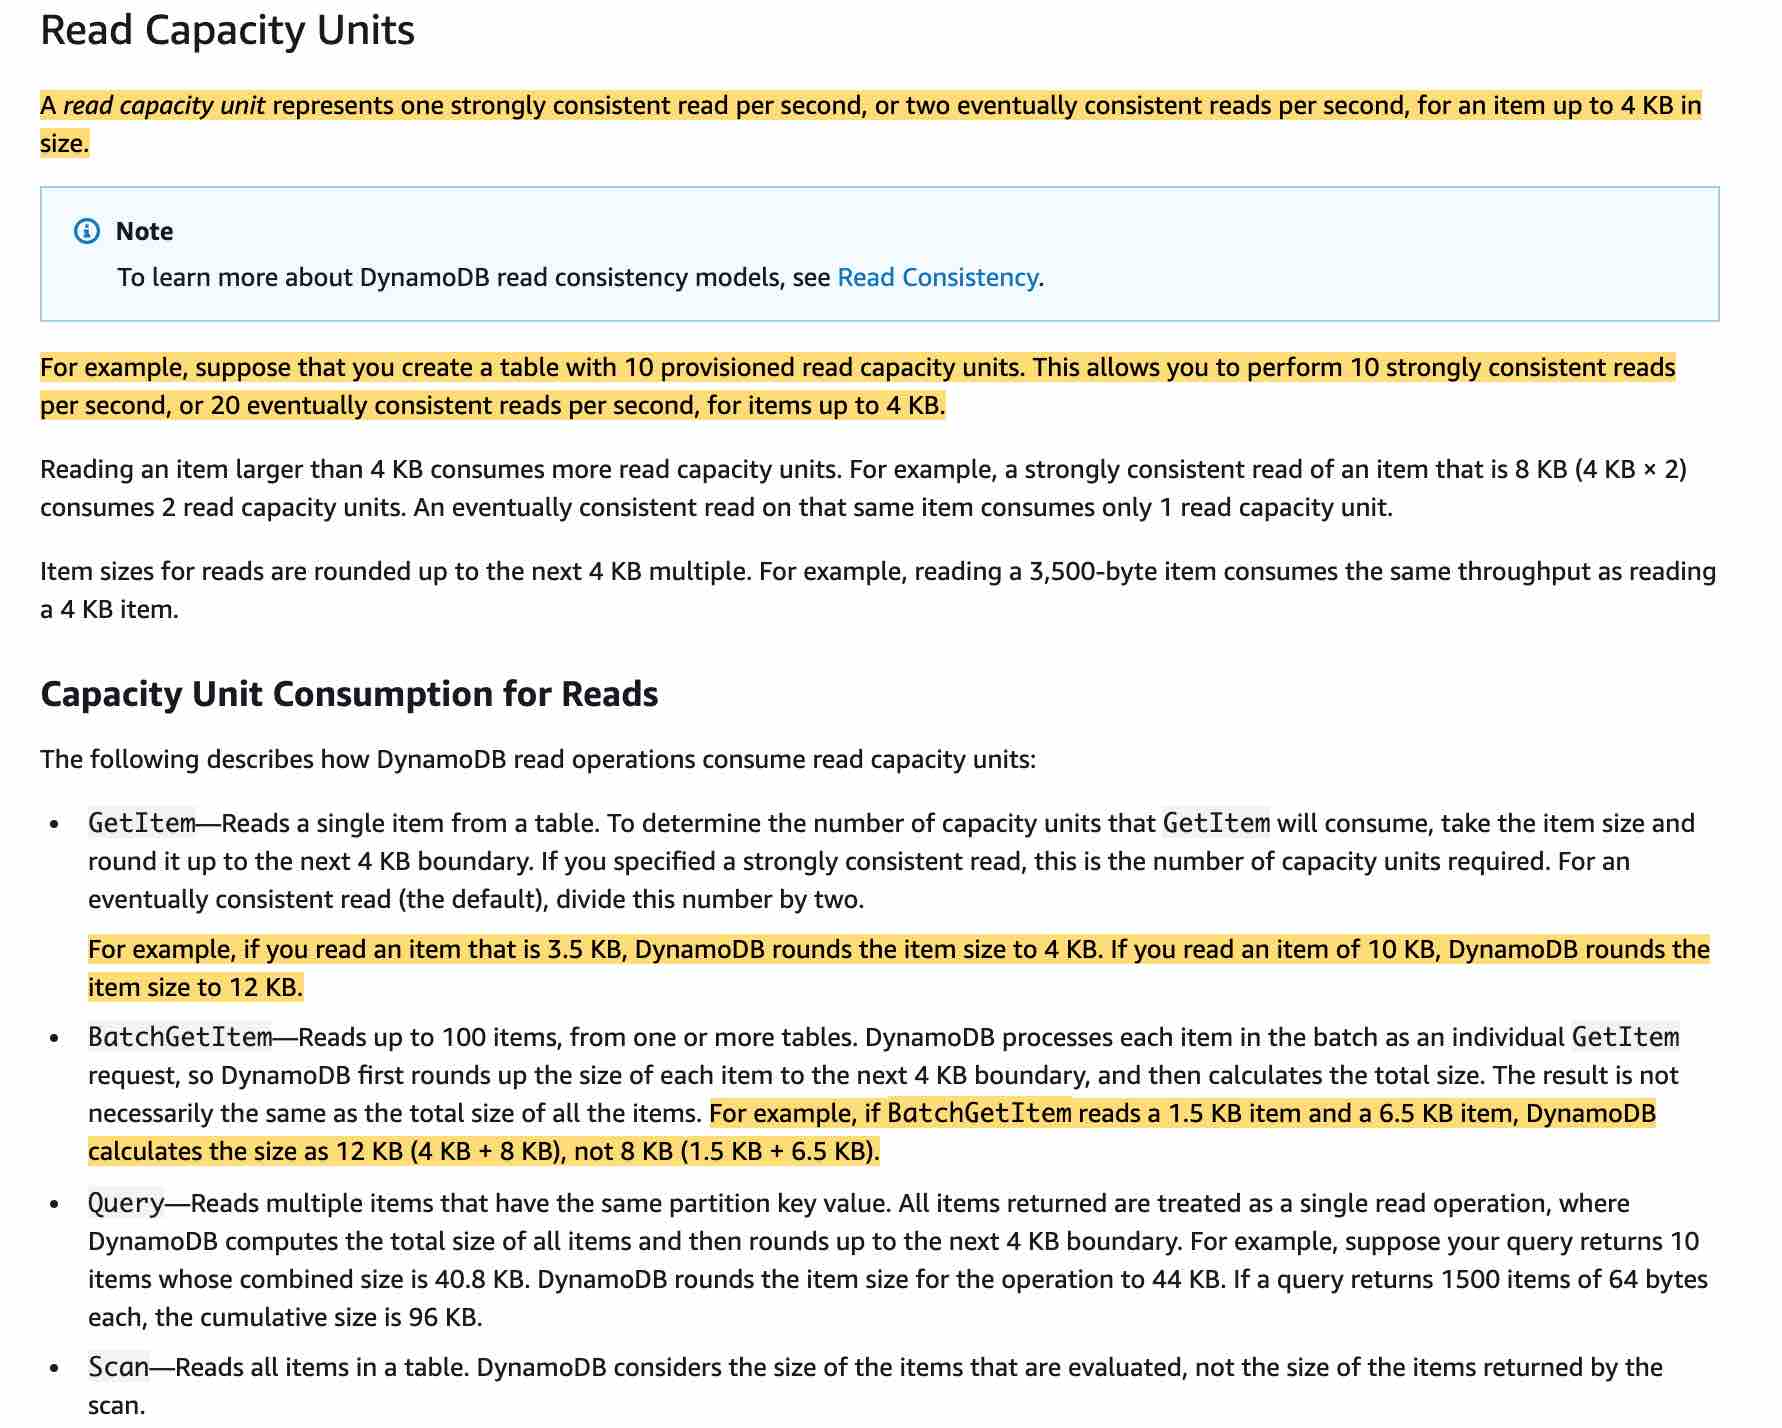 Read Capacity Units
A read capacity unit represents one strongly consistent read per second, or two eventually consistent reads per second, for an item up to 4 KB in
size.
Note
To learn more about DynamoDB read consistency models, see Read Consistency.
For example, suppose that you create a table with 10 provisioned read capacity units. This allows you to perform 10 strongly consistent reads
per second, or 20 eventually consistent reads per second, for items up to 4 KB.
Reading an item larger than 4 KB consumes more read capacity units. For example, a strongly consistent read of an item that is 8 KB (4 KB × 2)
consumes 2 read capacity units. An eventually consistent read on that same item consumes only 1 read capacity unit.
Item sizes for reads are rounded up to the next 4 KB multiple. For example, reading a 3,500-byte item consumes the same throughput as reading
a 4 KB item.
Capacity Unit Consumption for Reads
The following describes how DynamoDB read operations consume read capacity units:
• GetItem—Reads a single item from a table. To determine the number of capacity units that GetItem will consume, take the item size and
round it up to the next 4 KB boundary. If you specified a strongly consistent read, this is the number of capacity units required. For an
eventually consistent read (the default), divide this number by two.
For example, if you read an item that is 3.5 KB, DynamoDB rounds the item size to 4 KB. If you read an item of 10 KB, DynamoDB rounds the
item size to 12 KB.
• BatchGetItem—Reads up to 100 items, from one or more tables. DynamoDB processes each item in the batch as an individual GetItem
request, so DynamoDB first rounds up the size of each item to the next 4 KB boundary, and then calculates the total size. The result is not
necessarily the same as the total size of all the items. For example, if BatchGetItem reads a 1.5 KB item and a 6.5 KB item, DynamoDB
calculates the size as 12 KB (4 KB + 8 KB), not 8 KB (1.5 KB + 6.5 KB).
• Query—Reads multiple items that have the same partition key value. All items returned are treated as a single read operation, where
DynamoDB computes the total size of all items and then rounds up to the next 4 KB boundary. For example, suppose your query returns 10
items whose combined size is 40.8 KB. DynamoDB rounds the item size for the operation to 44 KB. If a query returns 1500 items of 64 bytes
each, the cumulative size is 96 KB.
• Scan—Reads all items in a table. DynamoDB considers the size of the items that are evaluated, not the size of the items returned by the
scan.